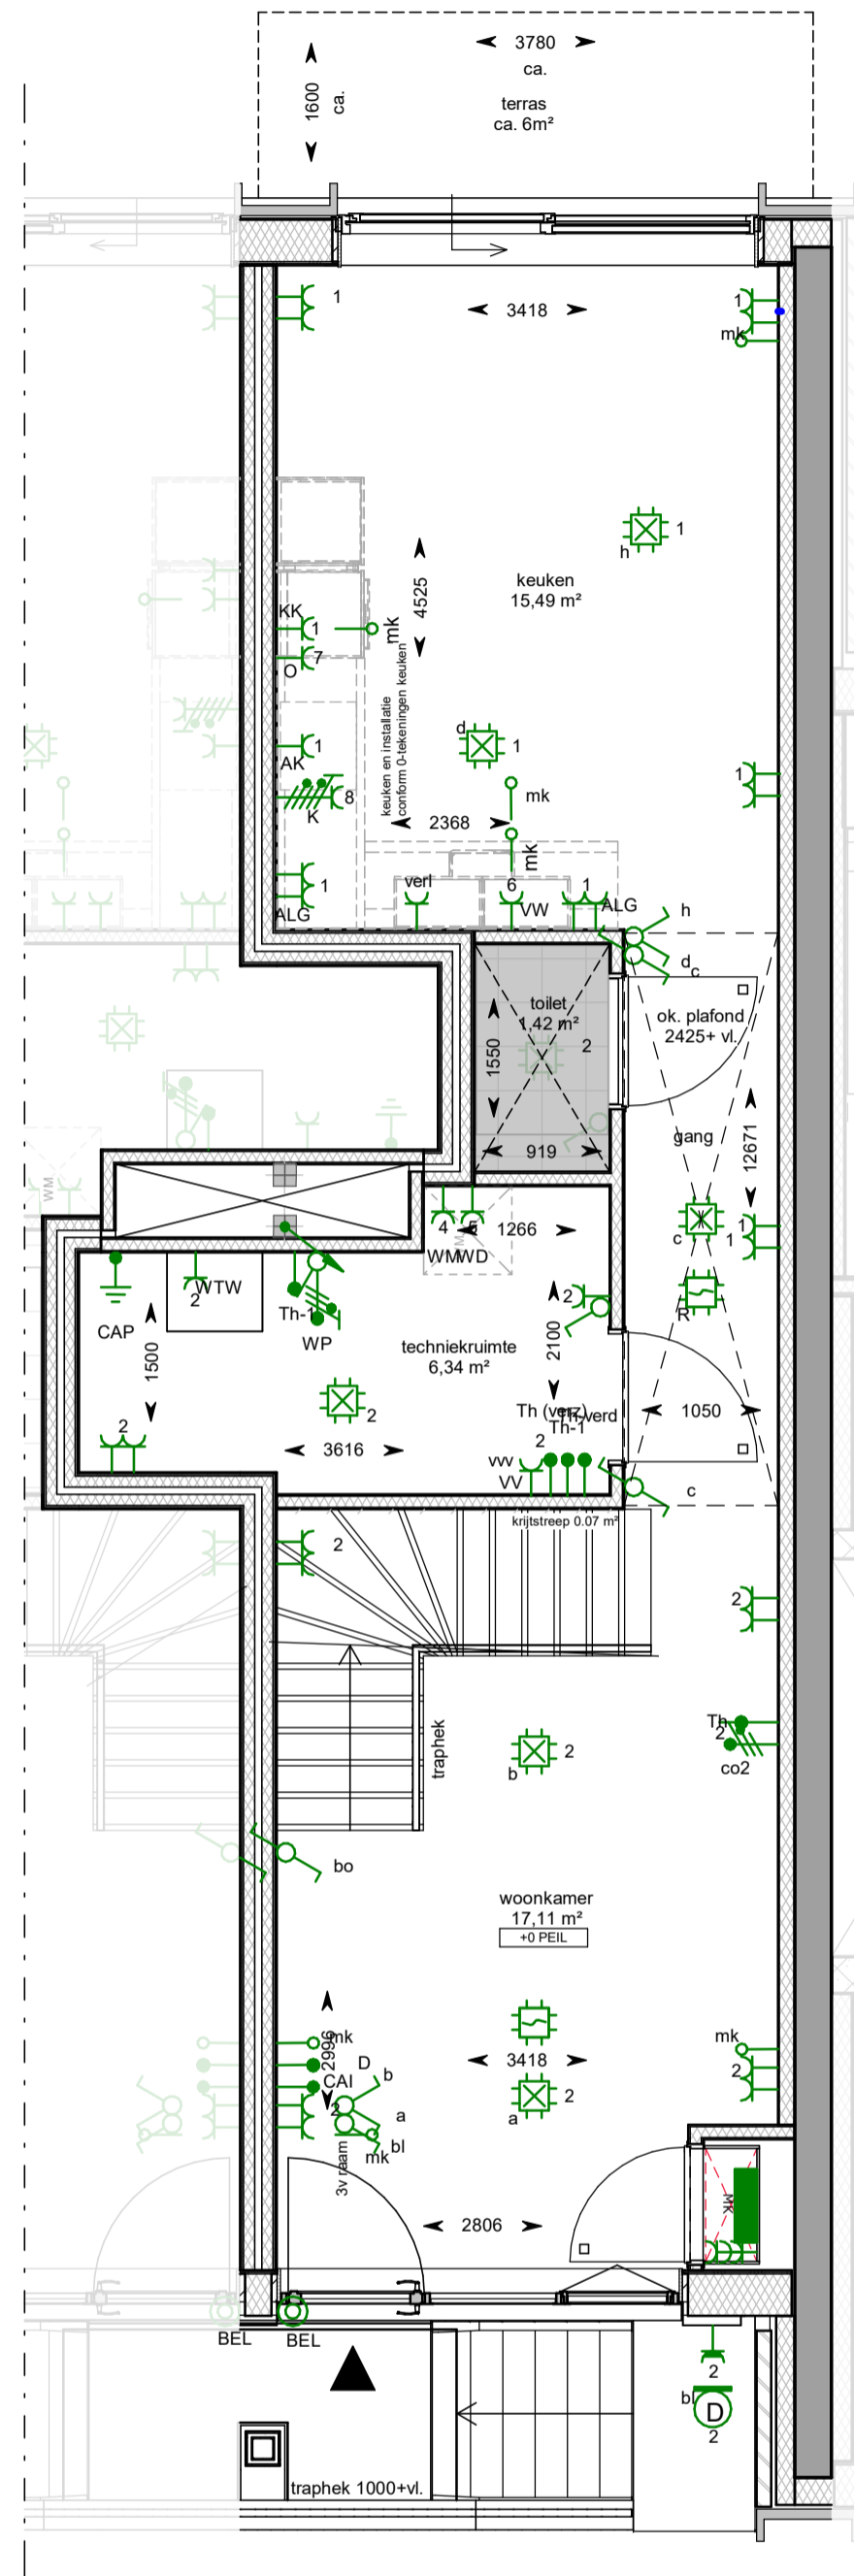 3780
ca.
1600
ca.
terras
ca. 6m²
1
3418
1
mk
1
h
keuken
15,49 m²
4525
KK
1
mk
7
O
keuken en installatie
conform 0-tekeningen keuken
d
1
1
AK
1
8
K
mk
2368
mk
verl
6
1
1
VW
ALG
ALG
h
d
c
toilet
1,42 m²
2
1550
919
ok. plafond
2425+ vl.
gang
12671
4
1266
c
1
1
WM
WD
WM
WM
R
WTW
2
Th-1
WP
CAP
1500
2
techniekruimte
6,34 m²
2100
2
1050
3616
2
Th (verz)
Th-verd
Th-1
2
vvv
VV
c
krijtstreep 0.07 m²
2
2
traphek
Th
2
co2
2
b
bo
woonkamer
17,11 m²
+0 PEIL
mk
2996
D
b
CAI
2
a
bl
mk
3v raam
3418
2
a
mk
2
2806
MK
BEL
BEL
2
bl
D
2
traphek 1000+vl.